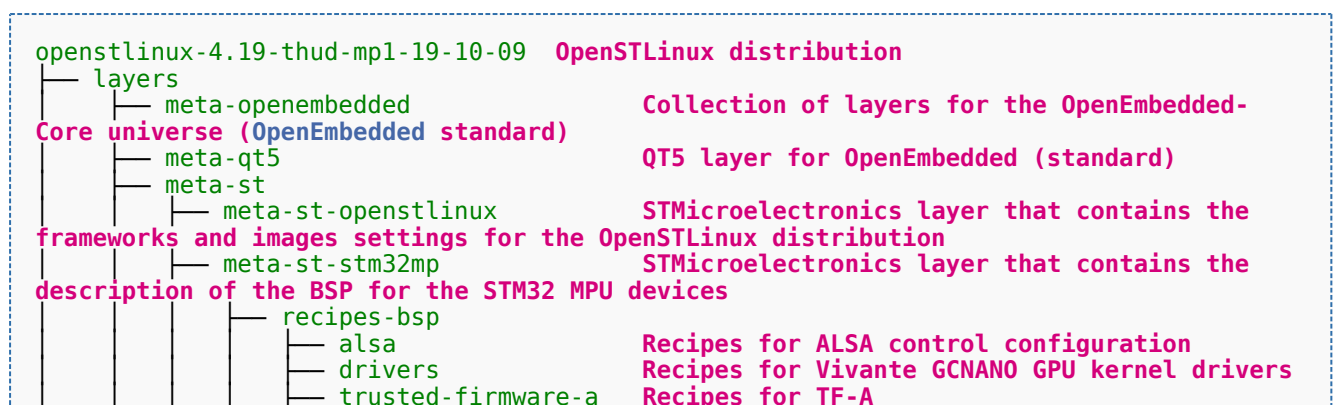 openstlinux-4.19-thud-mp1-19-10-09  OpenSTLinux distribution
├── layers
│    ├── meta-openembedded                Collection of layers for the OpenEmbedded-
Core universe (OpenEmbedded standard)
│    ├── meta-qt5                         QT5 layer for OpenEmbedded (standard)
│    ├── meta-st
│    │   ├── meta-st-openstlinux          STMicroelectronics layer that contains the
frameworks and images settings for the OpenSTLinux distribution
│    │   ├── meta-st-stm32mp              STMicroelectronics layer that contains the
description of the BSP for the STM32 MPU devices
│    │   │   ├── recipes-bsp
│    │   │   │   ├── alsa                 Recipes for ALSA control configuration
│    │   │   │   ├── drivers              Recipes for Vivante GCNANO GPU kernel drivers
│    │   │   │   ├── trusted-firmware-a   Recipes for TF-A